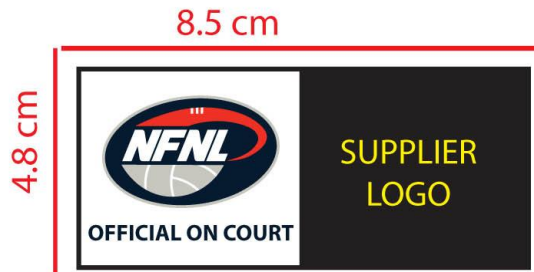 8.5 cm
4.8 cm
NFNL
OFFICIAL ON COURT
SUPPLIER
LOGO